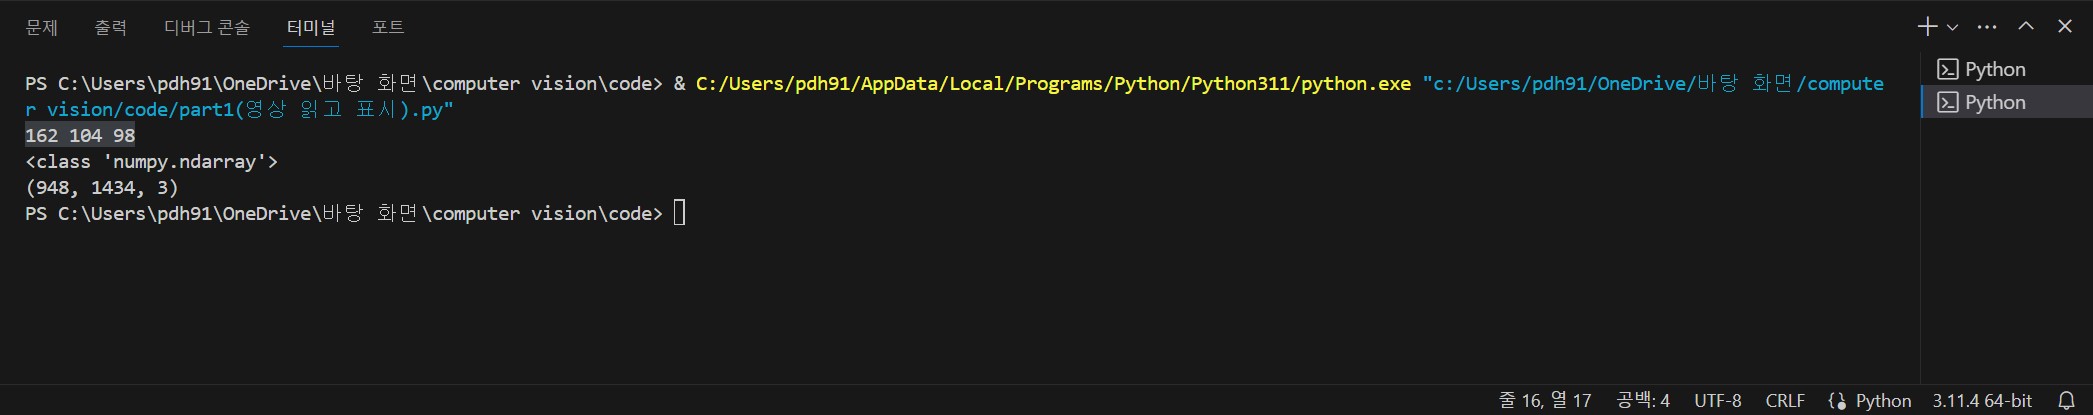 문제 출력 디버그 콘솔 터미널 포트
PS C:\Users\pdh91\OneDrive\바탕 화면\computer vision\code> & C:/Users/pdh91/AppData/Local/Programs/Python/Python311/python.exe "c:/Users/pdh91/OneDrive/바탕 화면/compute
r vision/code/part1(영상 읽고 표시).py"
162 104 98
<class 'numpy.ndarray'>
(948, 1434, 3)
PS C:\Users\pdh91\OneDrive\바탕 화면\computer vision\code>
Python
Python
줄 16, 열 17 공백: 4 UTF-8 CRLF Python 3.11.4 64-bit